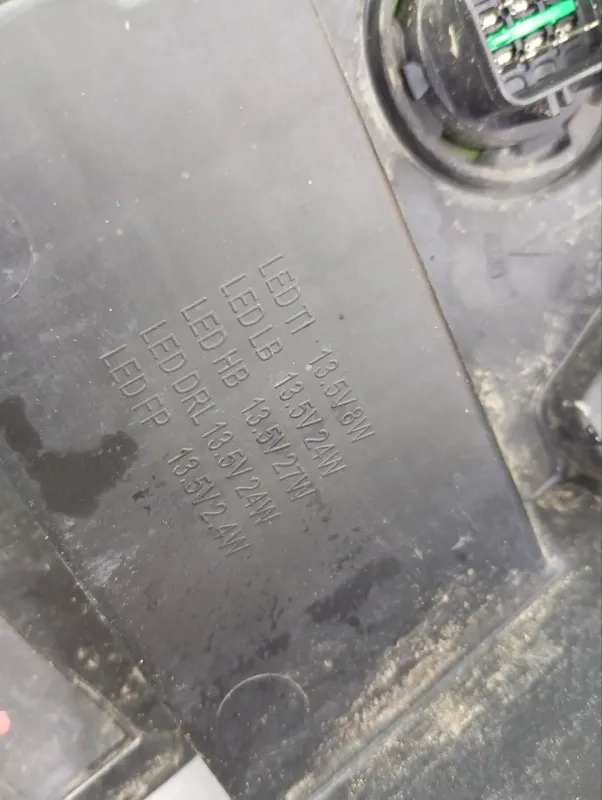 LED TI 13.5V 8W
LED LB 13.5V 24W
LED HB 13.5V 27W
LED DRL 13.5V 24W
LED FP 13.5V 2.4W